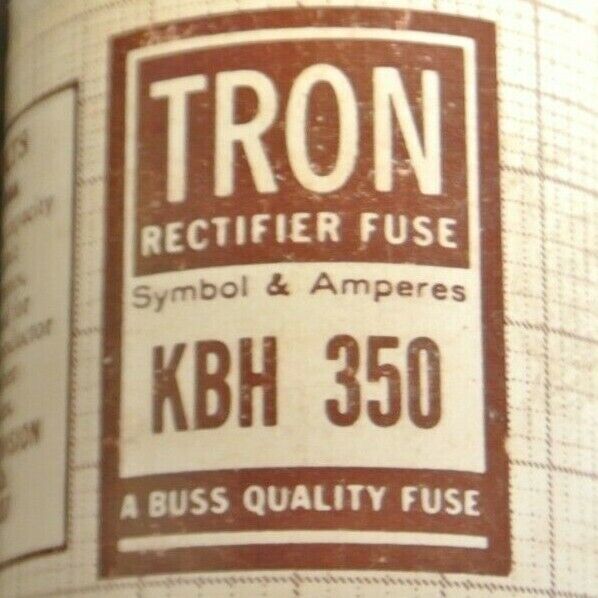 TRON
RECTIFIER FUSE
Symbol & Amperes
KBH 350
A BUSS QUALITY FUSE